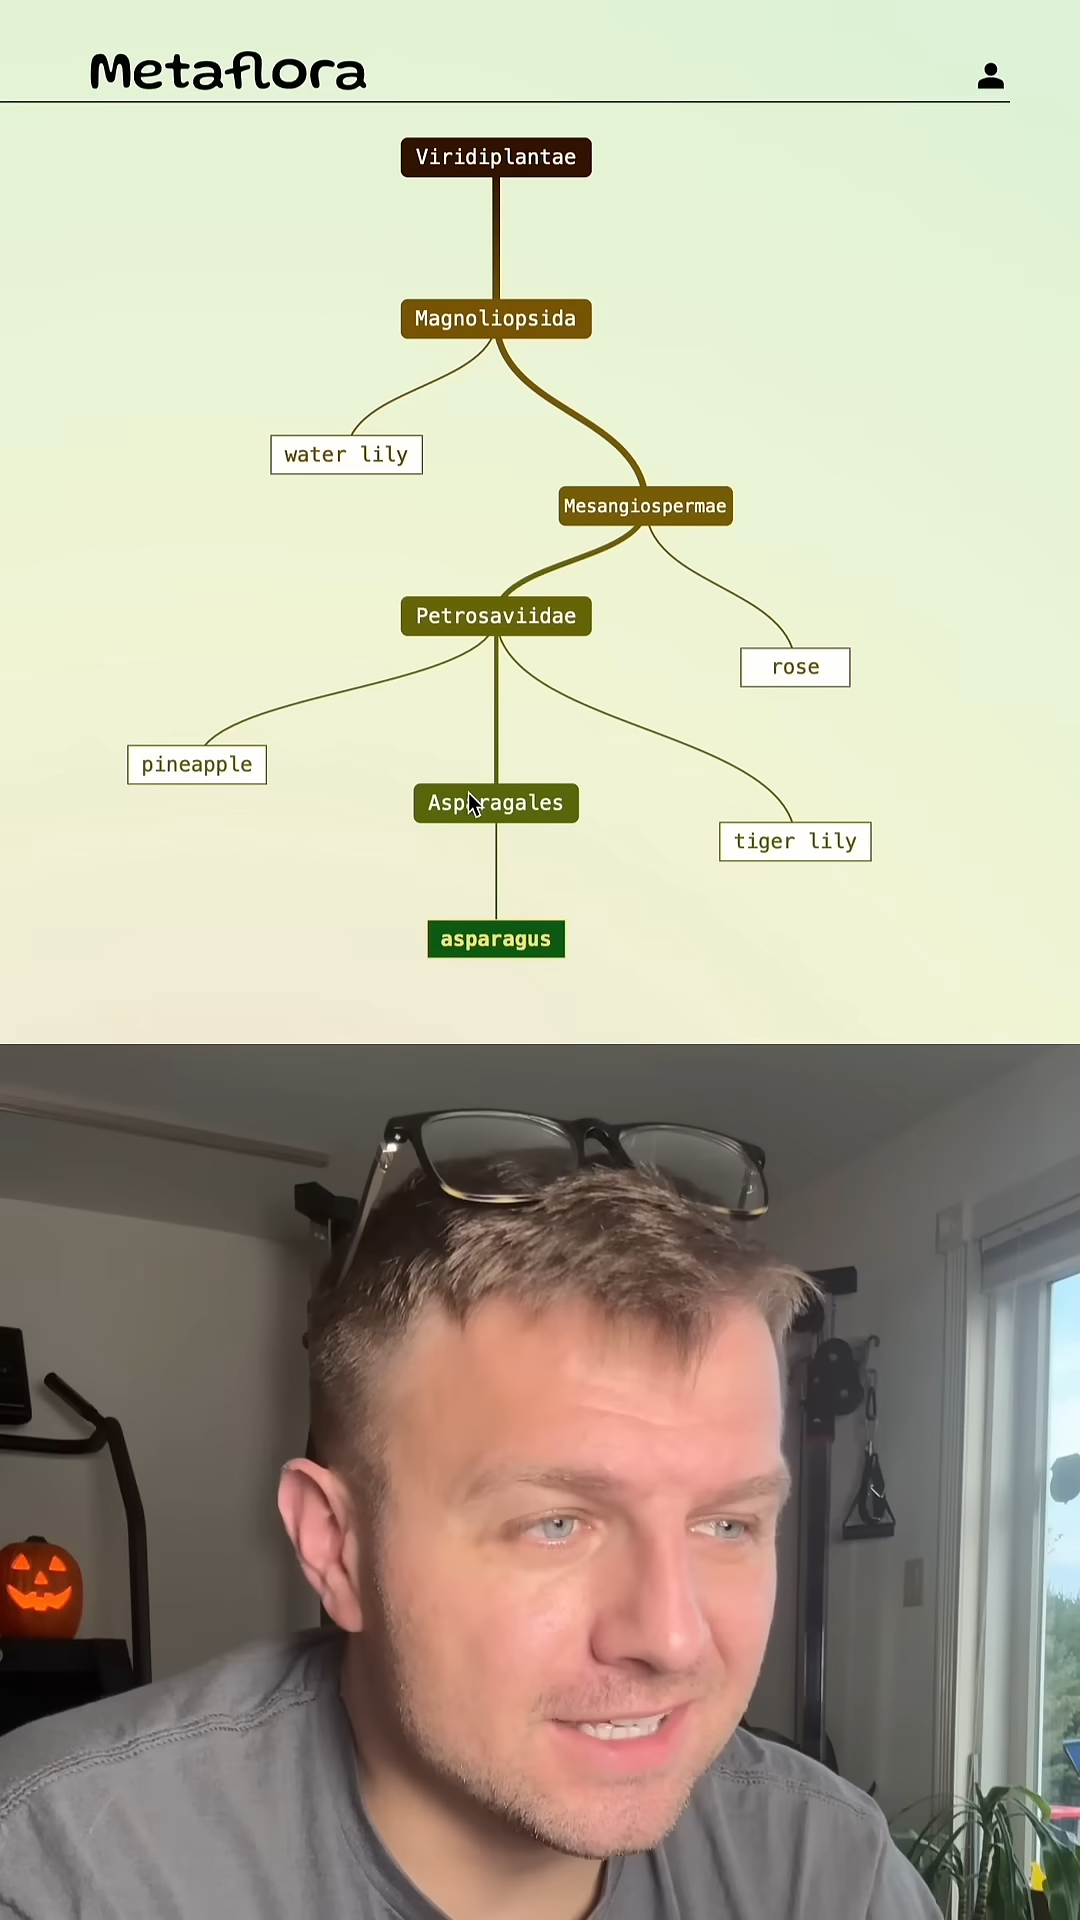 Metaflora
Viridiplantae
Magnoliopsida
water lily
Mesangiospermae
Petrosaviidae
rose
pineapple
Asparagales
tiger lily
asparagus